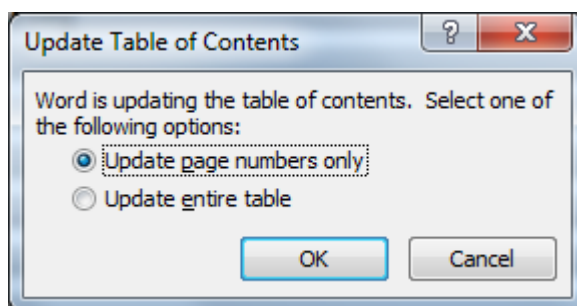 Update Table of Contents
Word is updating the table of contents. Select one of
the following options:
Update page numbers only
Update entire table
OK Cancel